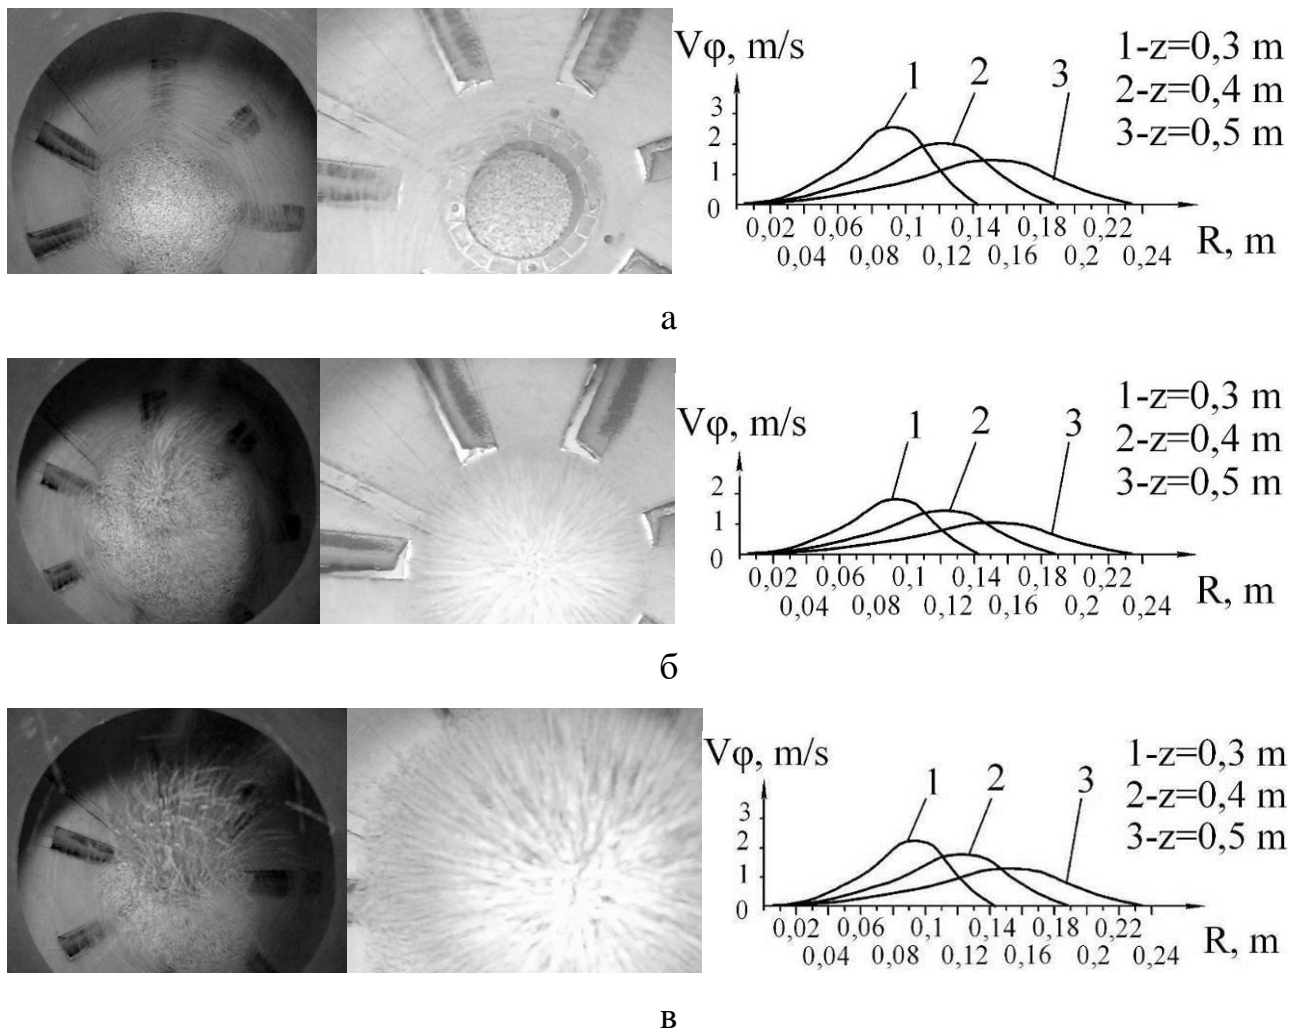 Vφ, m/s
1-z=0,3 m
2-z=0,4 m
3-z=0,5 m
1 2 3
3
2
1
0
0,02 0,06 0,1 0,14 0,18 0,22
0,04 0,08 0,12 0,16 0,2 0,24
R, m
а
Vφ, m/s
1-z=0,3 m
2-z=0,4 m
3-z=0,5 m
1 2 3
2
1
0
0,02 0,06 0,1 0,14 0,18 0,22
0,04 0,08 0,12 0,16 0,2 0,24
R, m
б
Vφ, m/s
1-z=0,3 m
2-z=0,4 m
3-z=0,5 m
1 2 3
3
2
1
0
0,02 0,06 0,1 0,14 0,18 0,22
0,04 0,08 0,12 0,16 0,2 0,24
R, m
в